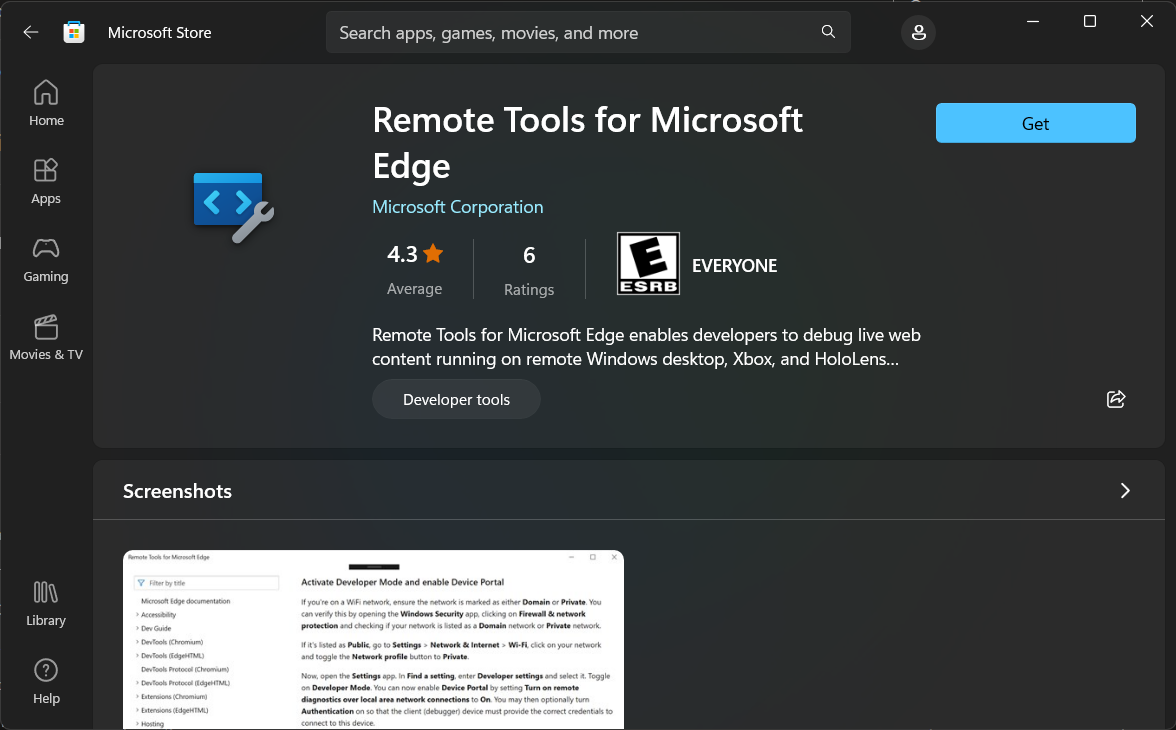 Microsoft Store
Search apps, games, movies, and more
Home
Apps
Gaming
Movies & TV
Library
Help
Remote Tools for Microsoft
Edge
Get
Microsoft Corporation
4.3
Average
6
Ratings
E
ESRB
EVERYONE
Remote Tools for Microsoft Edge enables developers to debug live web
content running on remote Windows desktop, Xbox, and HoloLens...
Developer tools
Screenshots
Remote Tools for Microsoft Edge
Filter by title
Microsoft Edge documentation
Accessibility
Dev Guide
DevTools (Chromium)
DevTools (EdgeHTML)
DevTools Protocol (Chromium)
DevTools Protocol (EdgeHTML)
Extensions (Chromium)
Extensions (EdgeHTML)
Hosting
Activate Developer Mode and enable Device Portal
If you're on a WiFi network, ensure the network is marked as either Domain or Private. You
can verify this by opening the Windows Security app, clicking on Firewall & network
protection and checking if your network is listed as a Domain network or Private network.
If it's listed as Public, go to Settings > Network & Internet > Wi-Fi, click on your network
and toggle the Network profile button to Private.
Now, open the Settings app. In Find a setting, enter Developer settings and select it. Toggle
on Developer Mode. You can now enable Device Portal by setting Turn on remote
diagnostics over local area network connections to On. You may then optionally turn
Authentication on so that the client (debugger) device must provide the correct credentials to
connect to this device.